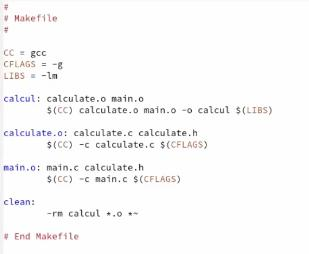 #
# Makefile
#
CC = gcc
CFLAGS = -g
LIBS = -lm
calcul: calculate.o main.o
$(CC) calculate.o main.o -o calcul $(LIBS)
calculate.o: calculate.c calculate.h
$(CC) -c calculate.c $(CFLAGS)
main.o: main.c calculate.h
$(CC) -c main.c $(CFLAGS)
clean:
-rm calcul *.o *~
# End Makefile